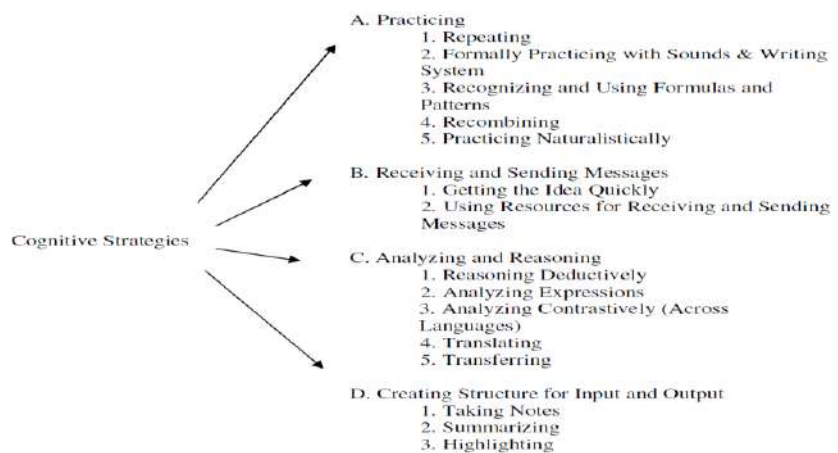 A. Practicing
1. Repeating
2. Formally Practicing with Sounds & Writing
System
3. Recognizing and Using Formulas and
Patterns
4. Recombining
5. Practicing Naturalistically
B. Receiving and Sending Messages
1. Getting the Idea Quickly
2. Using Resources for Receiving and Sending
Messages
Cognitive Strategies
C. Analyzing and Reasoning
1. Reasoning Deductively
2. Analyzing Expressions
3. Analyzing Contrastively (Across
Languages)
4. Translating
5. Transferring
D. Creating Structure for Input and Output
1. Taking Notes
2. Summarizing
3. Highlighting